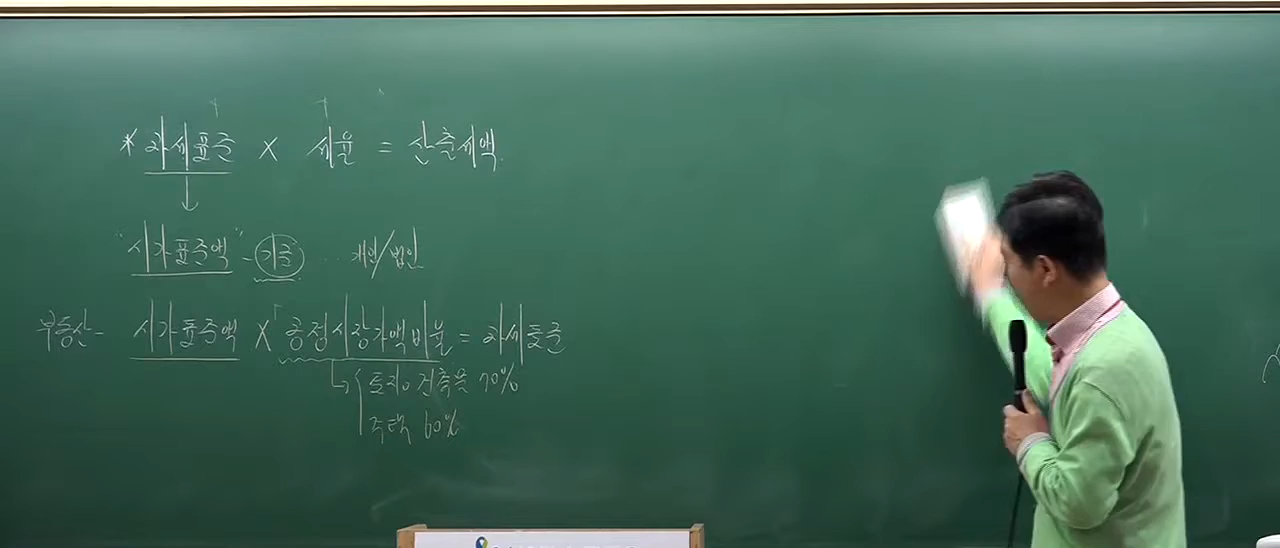 * 과세표준 × 세율 = 산출세액
"시가표준액" - 기준 ·· 개인/법인
부동산 - 시가표준액 × 공정시장가액비율 = 과세표준
↳ { 토지. 건축물 70%
주택 60%